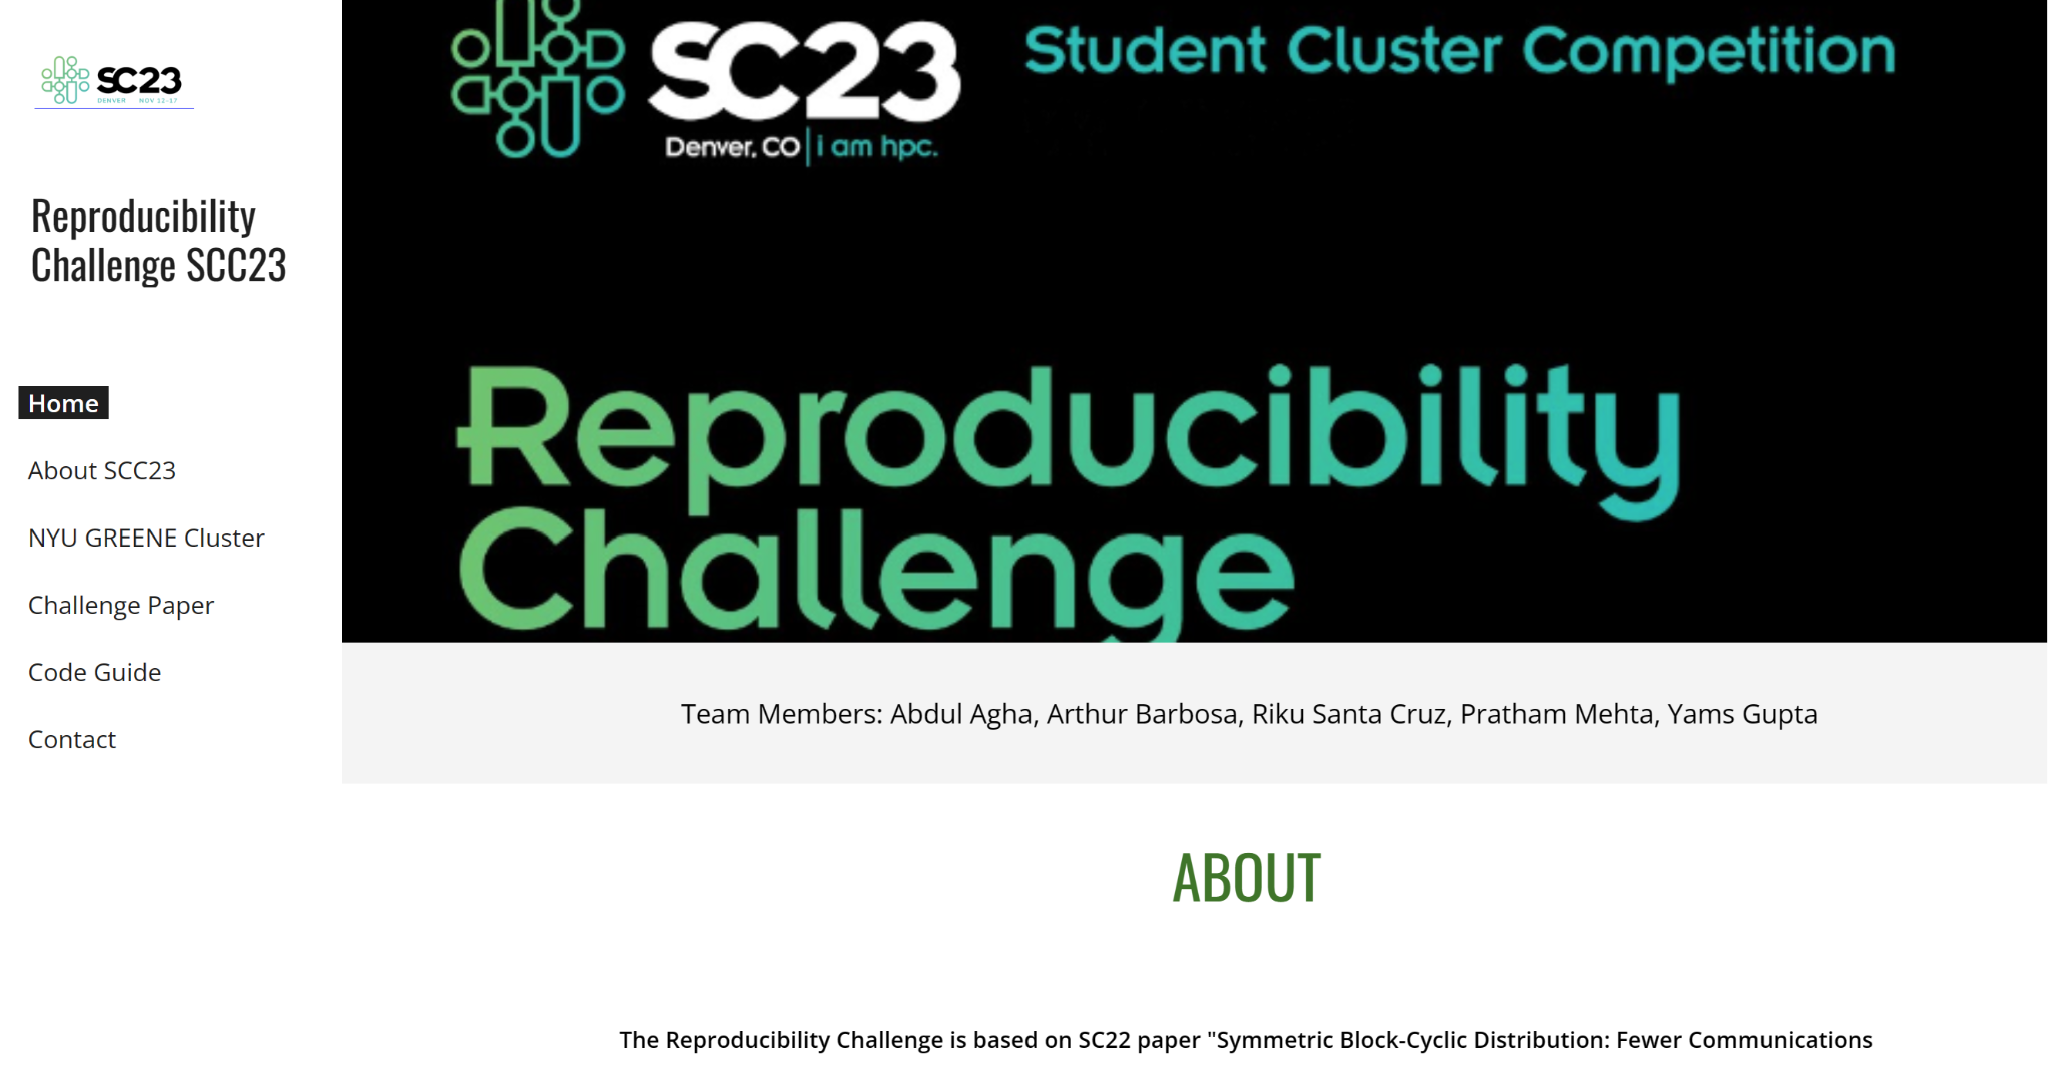 SC23
DENVER NOV 12-17
Reproducibility
Challenge SCC23
Home
About SCC23
NYU GREENE Cluster
Challenge Paper
Code Guide
Contact
SC23
Denver, CO | i am hpc.
Student Cluster Competition
Reproducibility
Challenge
Team Members: Abdul Agha, Arthur Barbosa, Riku Santa Cruz, Pratham Mehta, Yams Gupta
ABOUT
The Reproducibility Challenge is based on SC22 paper "Symmetric Block-Cyclic Distribution: Fewer Communications